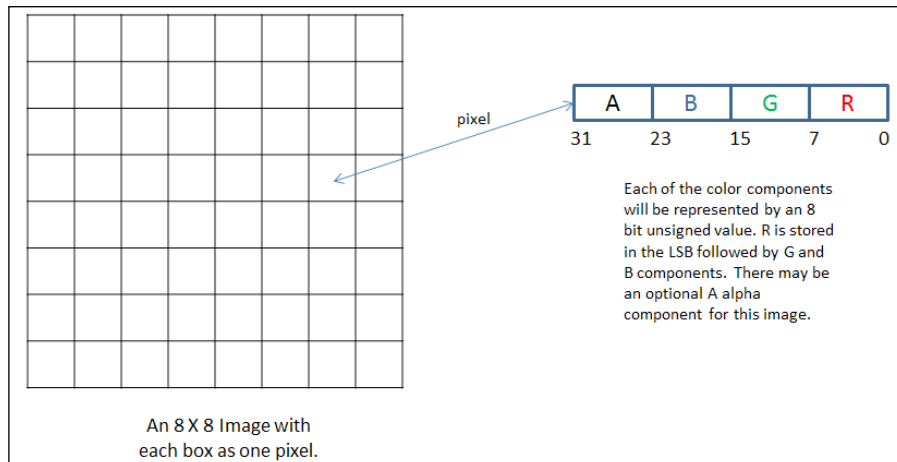 A B G R
pixel
31 23 15 7 0
Each of the color components
will be represented by an 8
bit unsigned value. R is stored
in the LSB followed by G and
B components. There may be
an optional A alpha
component for this image.
An 8 X 8 Image with
each box as one pixel.